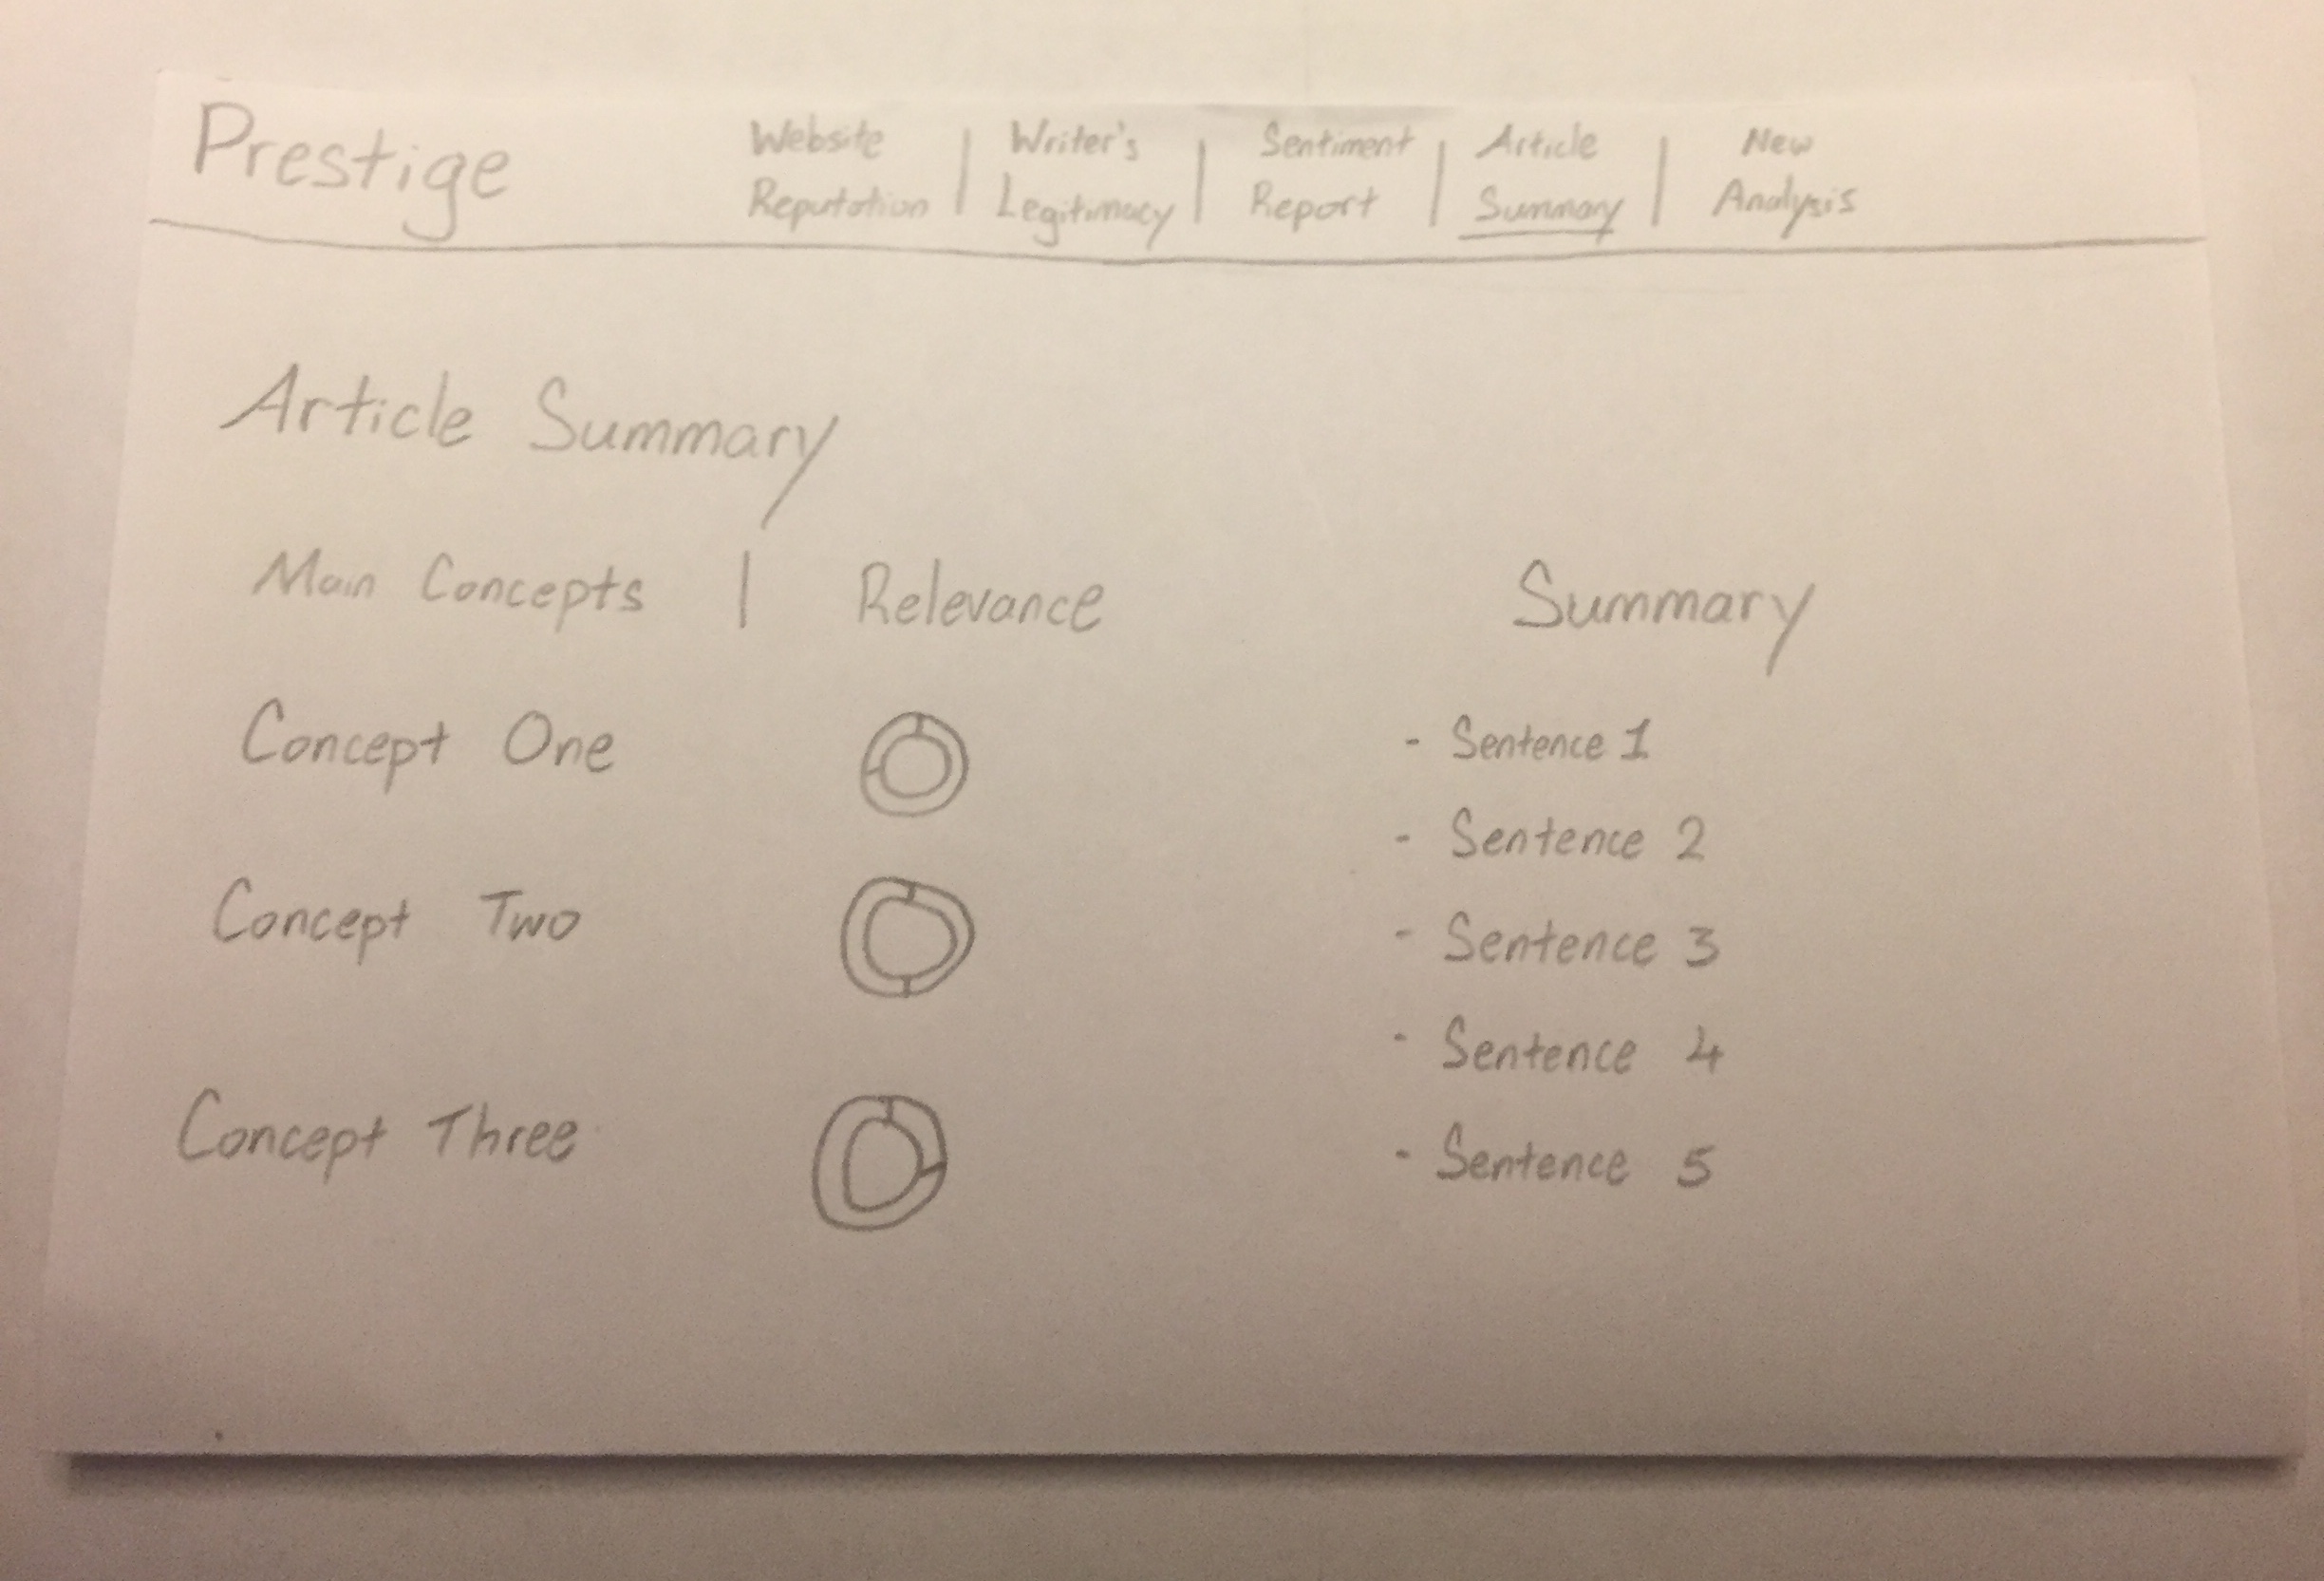 Prestige
Website Reputation | Writer's Legitimacy | Sentiment Report | Article Summary | New Analysis
Article Summary
Main Concepts | Relevance
Concept One
Concept Two
Concept Three
Summary
- Sentence 1
- Sentence 2
- Sentence 3
- Sentence 4
- Sentence 5